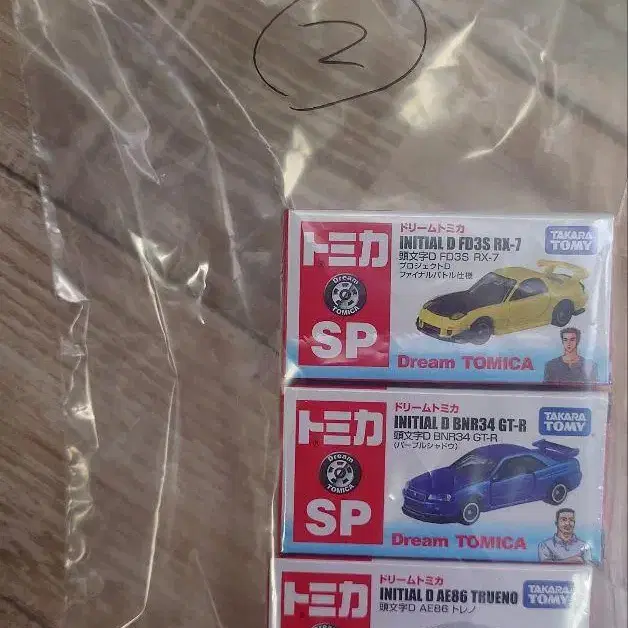 2
ドリームトミカ
トミカ
INITIAL D FD3S RX-7
頭文字D FD3S RX-7
プロジェクトD
ファイナルバトル仕様
TAKARA
TOMY
Dream
TOMICA
SP
Dream TOMICA
ドリームトミカ
トミカ
INITIAL D BNR34 GT-R
頭文字D BNR34 GT-R
(パープルシャドウ)
TAKARA
TOMY
Dream
TOMICA
SP
Dream TOMICA
ドリームトミカ
トミカ
INITIAL D AE86 TRUENO
頭文字D AE86 トレノ
TAKARA
TOMY